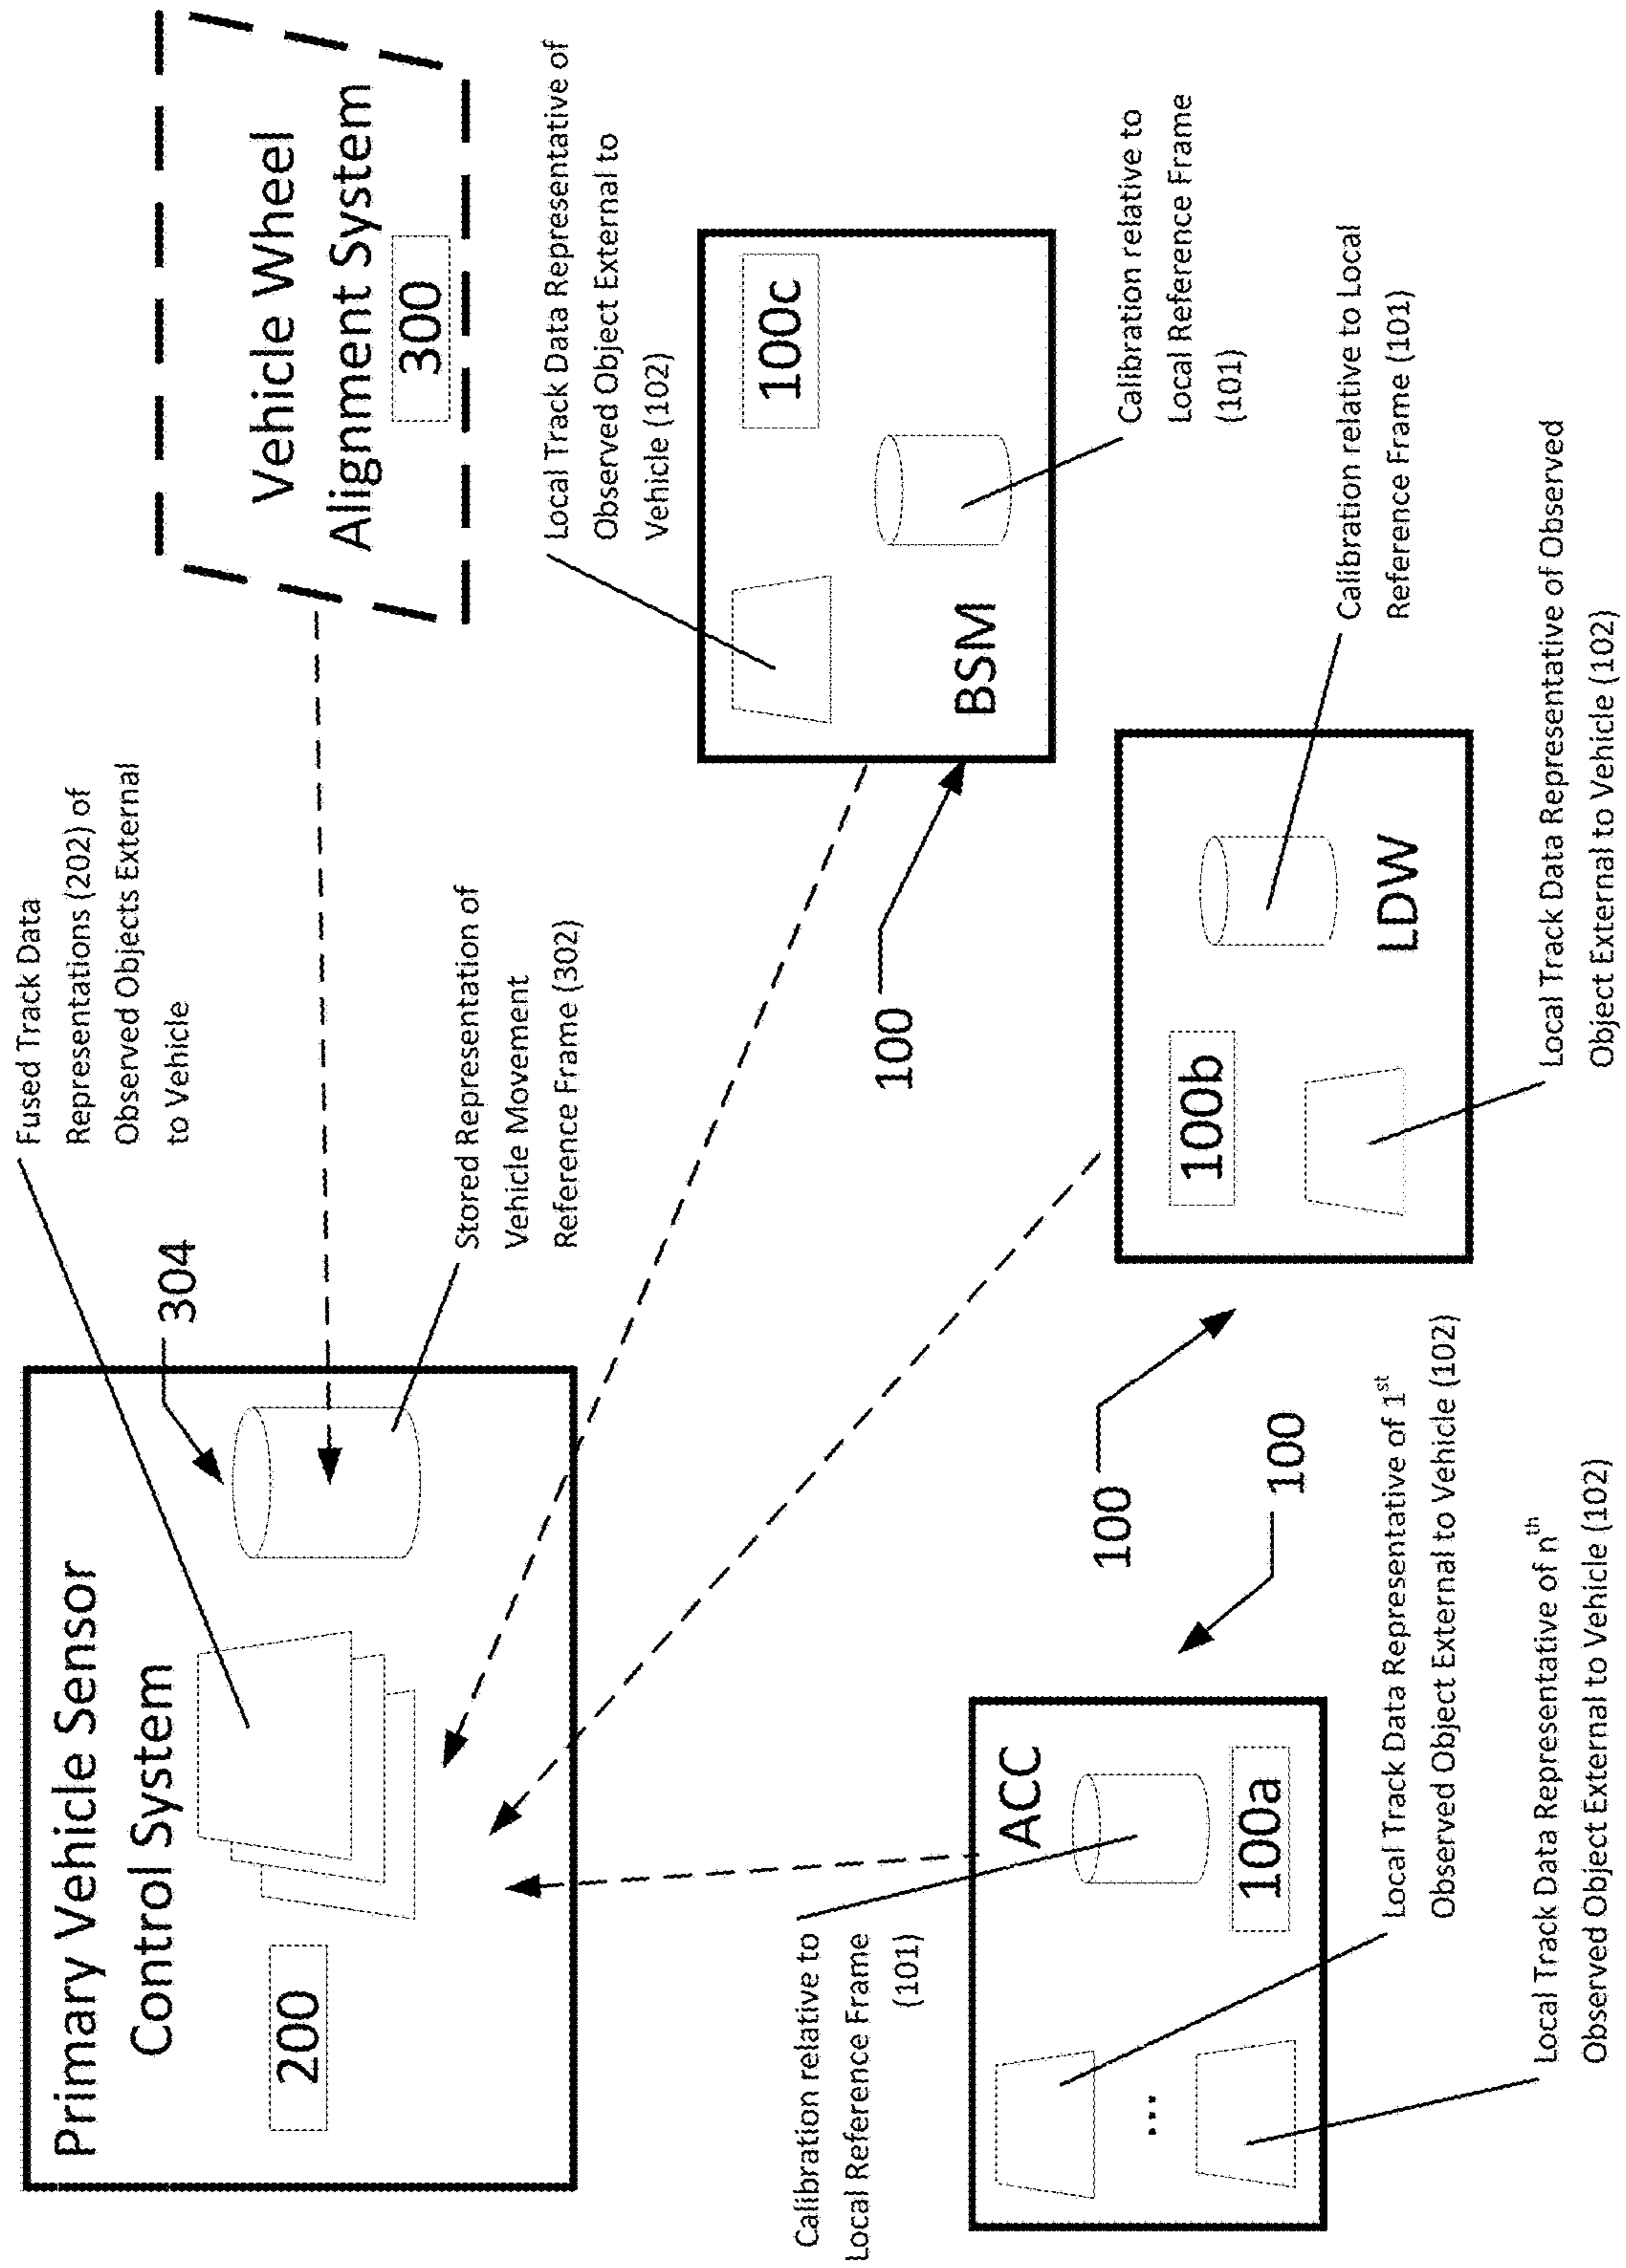 Primary Vehicle Sensor
Control System
200
304
Fused Track Data
Representations (202) of
Observed Objects External
to Vehicle
Stored Representation of
Vehicle Movement
Reference Frame (302)
Vehicle Wheel
Alignment System
300
Local Track Data Representative of
Observed Object External to
Vehicle (102)
100c
BSM
Calibration relative to
Local Reference Frame
(101)
100
100b
LDW
Calibration relative to Local
Reference Frame (101)
Local Track Data Representative of Observed
Object External to Vehicle (102)
100
100
Calibration relative to
Local Reference Frame
(101)
ACC
100a
...
Local Track Data Representative of 1st
Observed Object External to Vehicle (102)
Local Track Data Representative of nth
Observed Object External to Vehicle (102)